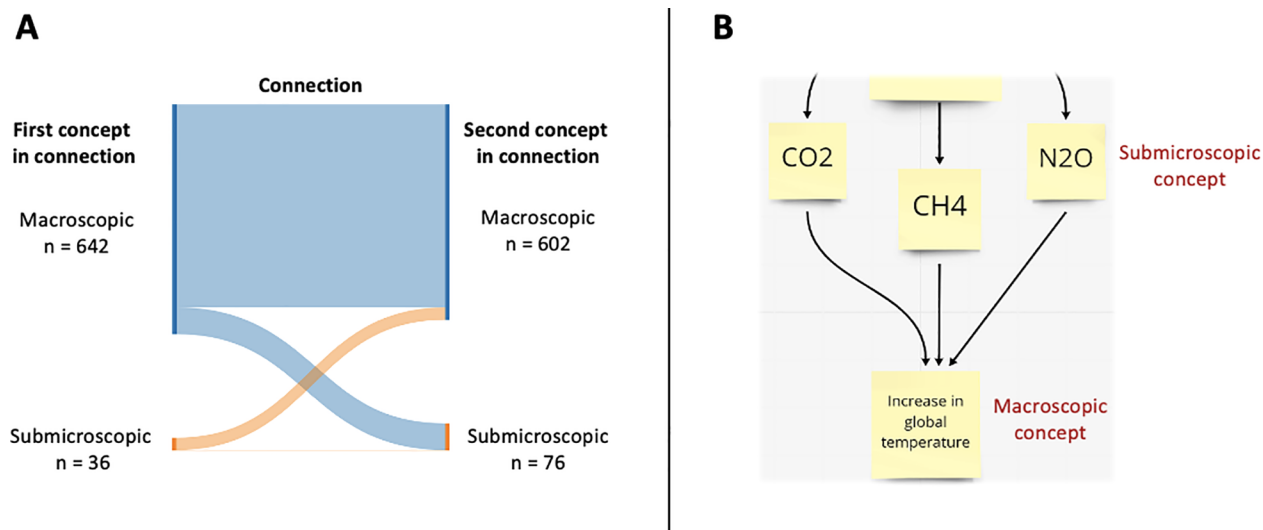 A
Connection
First concept
in connection
Second concept
in connection
Macroscopic
n = 642
Macroscopic
n = 602
Submicroscopic
n = 36
Submicroscopic
n = 76
B
CO2
CH4
N2O
Submicroscopic
concept
Increase in
global
temperature
Macroscopic
concept